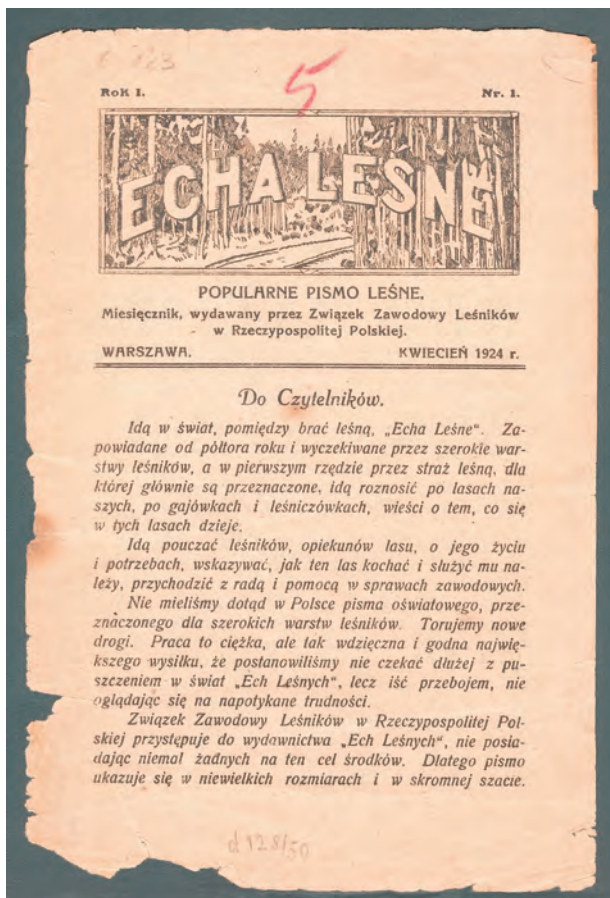 6 123
5
Rok I. Nr. 1.
ECHA LEŚNE
POPULARNE PISMO LEŚNE.
Miesięcznik, wydawany przez Związek Zawodowy Leśników
w Rzeczypospolitej Polskiej.
WARSZAWA. KWIECIEŃ 1924 r.
Do Czytelników.
Idą w świat, pomiędzy brać leśną, „Echa Leśne". Za-
powiadane od półtora roku i wyczekiwane przez szerokie war-
stwy leśników, a w pierwszym rzędzie przez straż leśną, dla
której głównie są przeznaczone, idą roznosić po lasach na-
szych, po gajówkach i leśniczówkach, wieści o tem, co się
w tych lasach dzieje.
Idą pouczać leśników, opiekunów lasu, o jego życiu
i potrzebach, wskazywać, jak ten las kochać i służyć mu na-
leży, przychodzić z radą i pomocą w sprawach zawodowych.
Nie mieliśmy dotąd w Polsce pisma oświatowego, prze-
znaczonego dla szerokich warstw leśników. Torujemy nowe
drogi. Praca to ciężka, ale tak wdzięczna i godna najwięk-
kszego wysiłku, że postanowiliśmy nie czekać dłużej z pu-
szczeniem w świat „Ech Leśnych", lecz iść przebojem, nie
oglądając się na napotykane trudności.
Związek Zawodowy Leśników w Rzeczypospolitej Pol-
skiej przystępuje do wydawnictwa „Ech Leśnych", nie posia-
dając niemal żadnych na ten cel środków. Dlatego pismo
ukazuje się w niewielkich rozmiarach i w skromnej szacie.
d 128/50